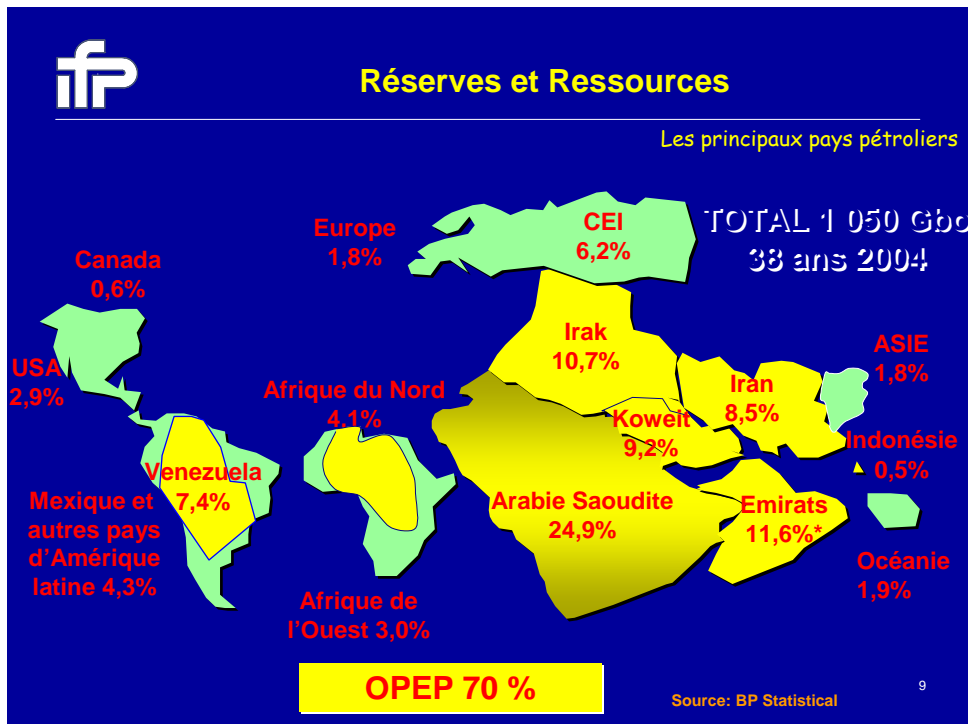 ifp
Réserves et Ressources
Les principaux pays pétroliers
TOTAL 1 050 Gbo
38 ans 2004
Europe
1,8%
CEI
6,2%
Canada
0,6%
USA
2,9%
Irak
10,7%
ASIE
1,8%
Afrique du Nord
4,1%
Iran
8,5%
Koweit
9,2%
Indonésie
0,5%
Venezuela
7,4%
Mexique et
autres pays
d’Amérique
latine 4,3%
Arabie Saoudite
24,9%
Emirats
11,6%*
Océanie
1,9%
Afrique de
l’Ouest 3,0%
OPEP 70 %
Source: BP Statistical
9